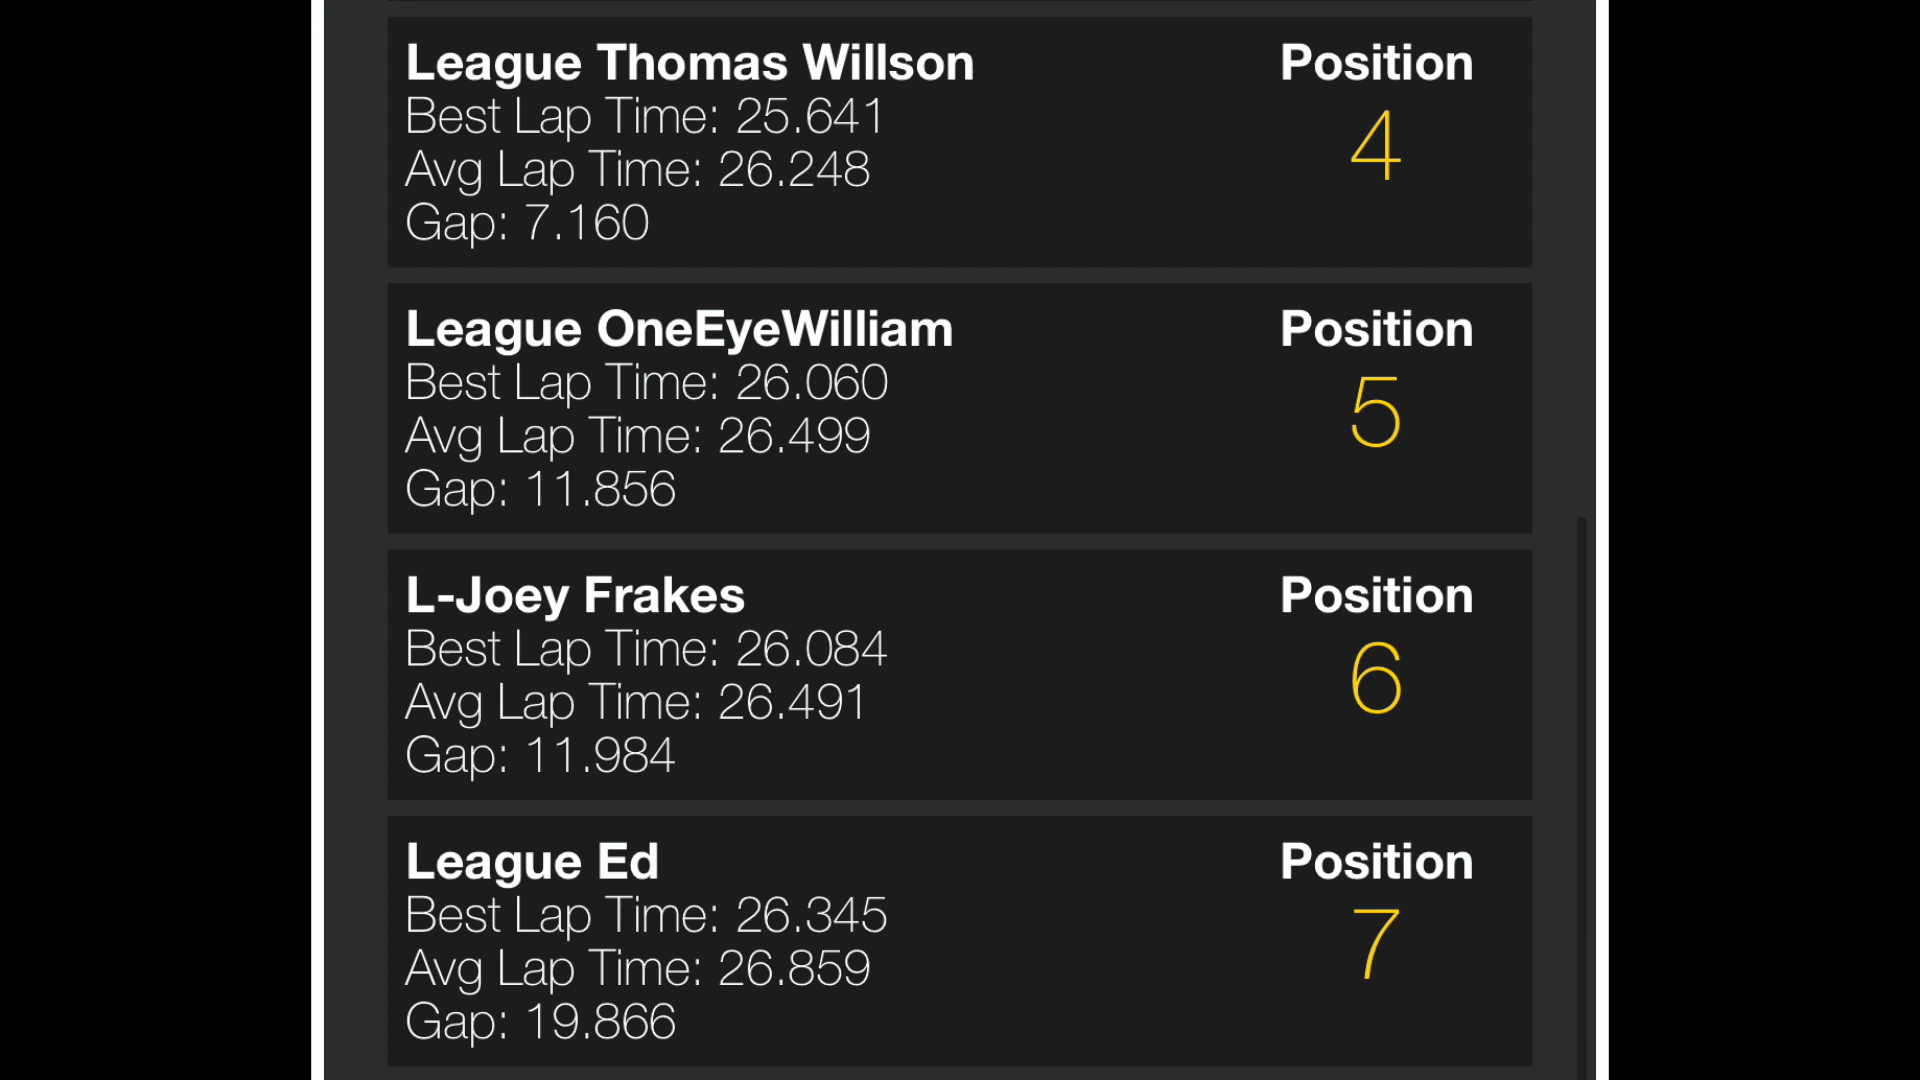 League Thomas Willson
Position
Best Lap Time: 25.641
4
Avg Lap Time: 26.248
Gap: 7.160
League OneEyeWilliam
Position
Best Lap Time: 26.060
5
Avg Lap Time: 26.499
Gap: 11.856
L-Joey Frakes
Position
Best Lap Time: 26.084
6
Avg Lap Time: 26.491
Gap: 11.984
League Ed
Position
Best Lap Time: 26.345
7
Avg Lap Time: 26.859
Gap: 19.866